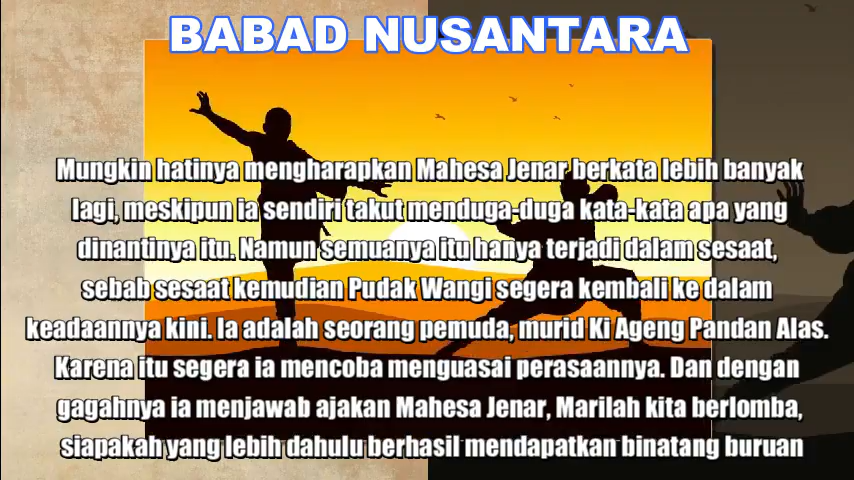 BABAD NUSANTARA
Mungkin hatinya mengharapkan Mahesa Jenar berkata lebih banyak
lagi, meskipun ia sendiri takut menduga-duga kata-kata apa yang
dinantinya itu. Namun semuanya itu hanya terjadi dalam sesaat,
sebab sesaat kemudian Pudak Wangi segera kembali ke dalam
keadaannya kini. Ia adalah seorang pemuda, murid Ki Ageng Pandan Alas.
Karena itu segera ia mencoba menguasai perasaannya. Dan dengan
gagahnya ia menjawab ajakan Mahesa Jenar, Marilah kita berlomba,
siapakah yang lebih dahulu berhasil mendapatkan binatang buruan